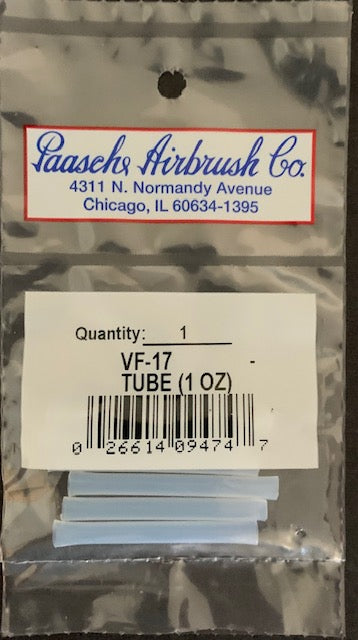 Paasche Airbrush Co.
4311 N. Normandy Avenue
Chicago, IL 60634-1395
Quantity: 1
VF-17 -
TUBE (1 OZ)
0 26614 09474 7